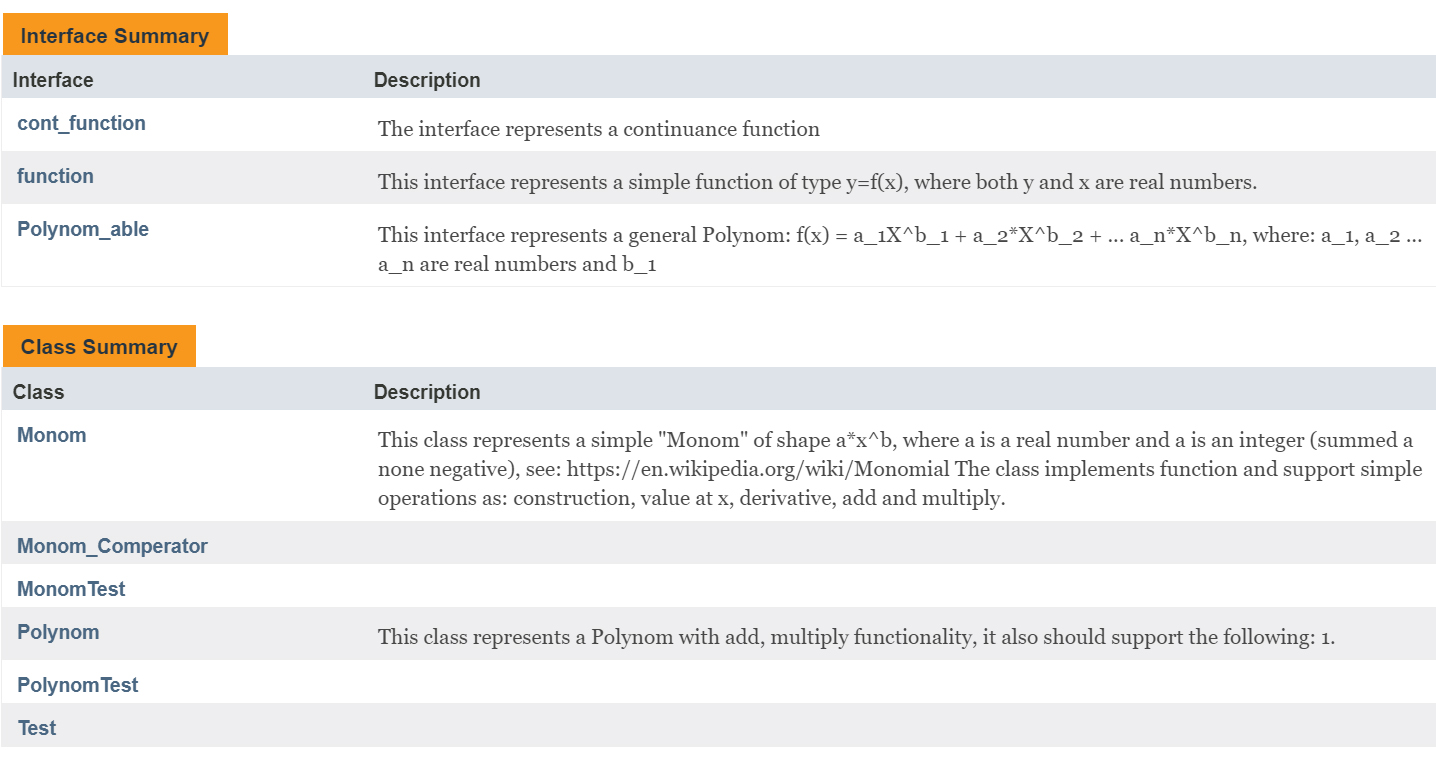 Interface Summary
Interface Description
cont_function The interface represents a continuance function
function This interface represents a simple function of type y=f(x), where both y and x are real numbers.
Polynom_able This interface represents a general Polynom: f(x) = a_1X^b_1 + a_2*X^b_2 + ... a_n*X^b_n, where: a_1, a_2 ...
a_n are real numbers and b_1
Class Summary
Class Description
Monom This class represents a simple "Monom" of shape a*x^b, where a is a real number and a is an integer (summed a
none negative), see: https://en.wikipedia.org/wiki/Monomial The class implements function and support simple
operations as: construction, value at x, derivative, add and multiply.
Monom_Comperator
MonomTest
Polynom This class represents a Polynom with add, multiply functionality, it also should support the following: 1.
PolynomTest
Test